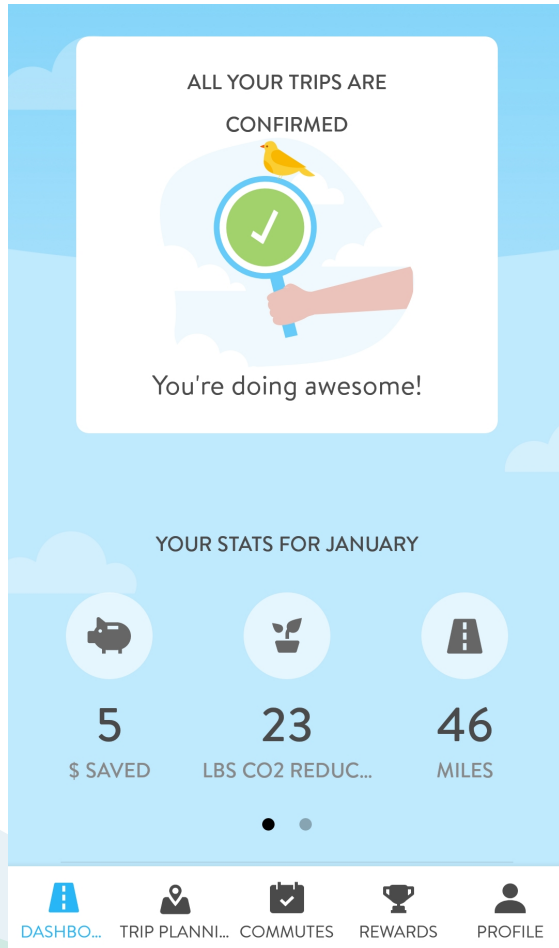 ALL YOUR TRIPS ARE
CONFIRMED
You're doing awesome!
YOUR STATS FOR JANUARY
5 23 46
$ SAVED LBS CO2 REDUC... MILES
DASHBO... TRIP PLANNI... COMMUTES REWARDS PROFILE